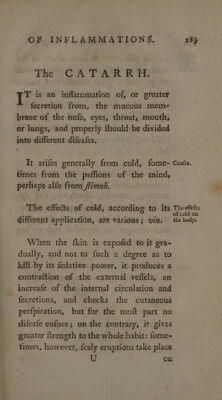 OF INFLAMMATIONS. 289
The CATARRH.
IT is an inflammation of, or greater
secretion from, the mucous mem-
brane of the nose, eyes, throat, mouth,
or lungs, and properly should be divided
into different diseases.
It arises generally from cold, some- Causes.
times from the passions of the mind,
perhaps also from stimuli.
The effects of cold, according to its The effects
different application, are various; viz. of cold on
the body.
When the skin is exposed to it gra-
dually, and not to such a degree as to
kill by its sedative power, it produces a
contraction of the external vessels, an
increase of the internal circulation and
secretions, and checks the cutaneous
perspiration, but for the most part no
disease ensues; on the contrary, it gives
greater strength to the whole habit: some-
times, however, scaly eruptions take place
U on